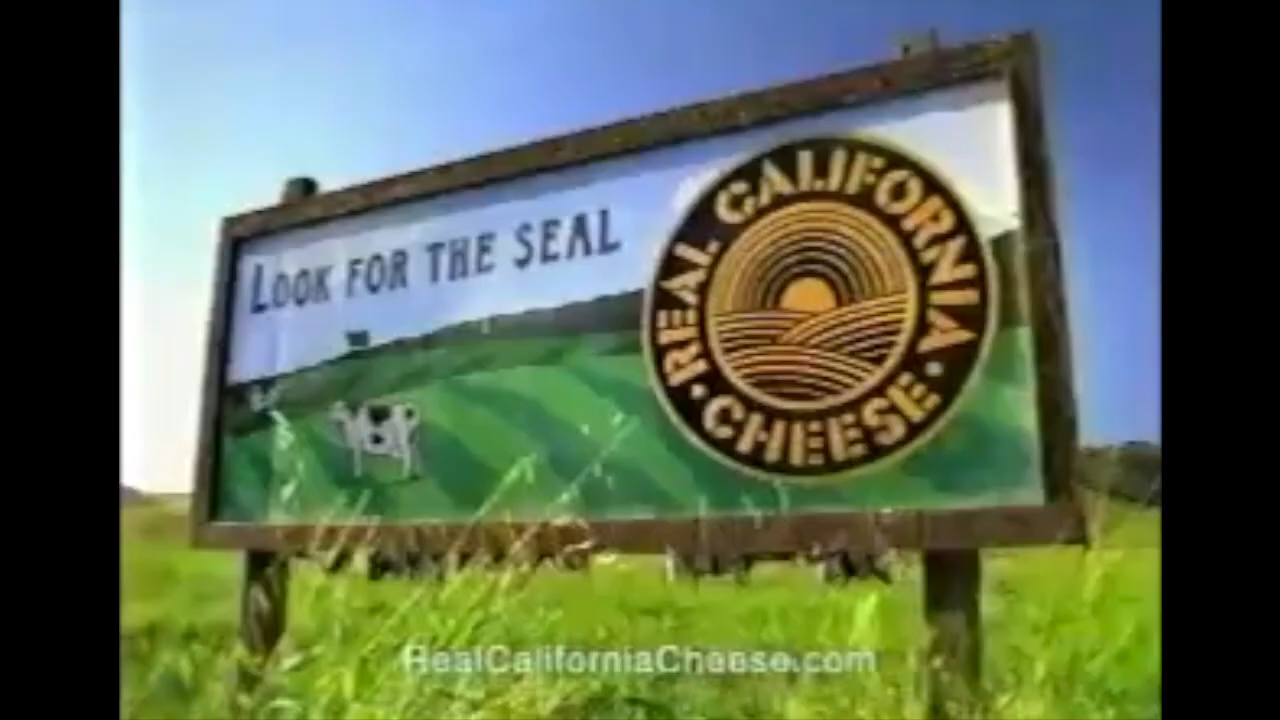 LOOK FOR THE SEAL
REAL CALIFORNIA
• CHEESE •
RealCaliforniaCheese.com